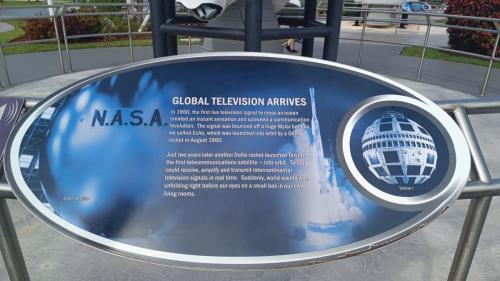 N.A.S.A.
GLOBAL TELEVISION ARRIVES
In 1960, the first live television signal to cross an ocean
created an instant sensation and spawned a communication
revolution. The signal was bounced off a huge Mylar balloon
we called Echo, which was launched into orbit by a Delta
rocket in August 1960.
Just two years later another Delta rocket launched Telstar,
the first telecommunications satellite – into orbit. Telstar
could receive, amplify and transmit intercontinental
television signals in real time. Suddenly, world events were
unfolding right before our eyes on a small box in our own
living rooms.
Telstar I